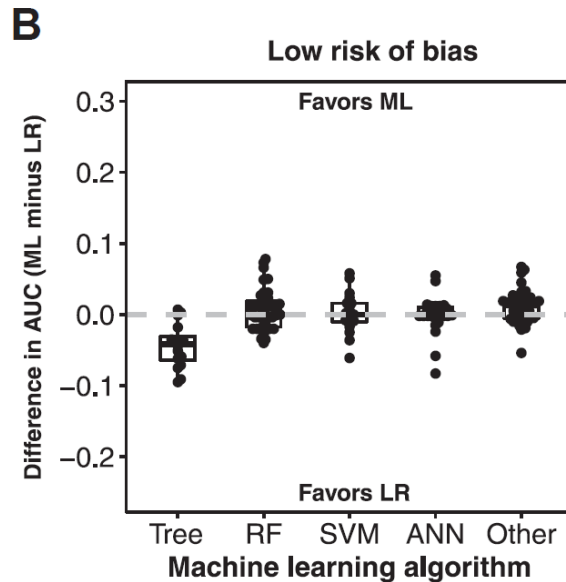 B
Low risk of bias
Favors ML
Difference in AUC (ML minus LR)
0.3
0.2
0.1
0.0
−0.1
−0.2
Favors LR
Tree RF SVM ANN Other
Machine learning algorithm